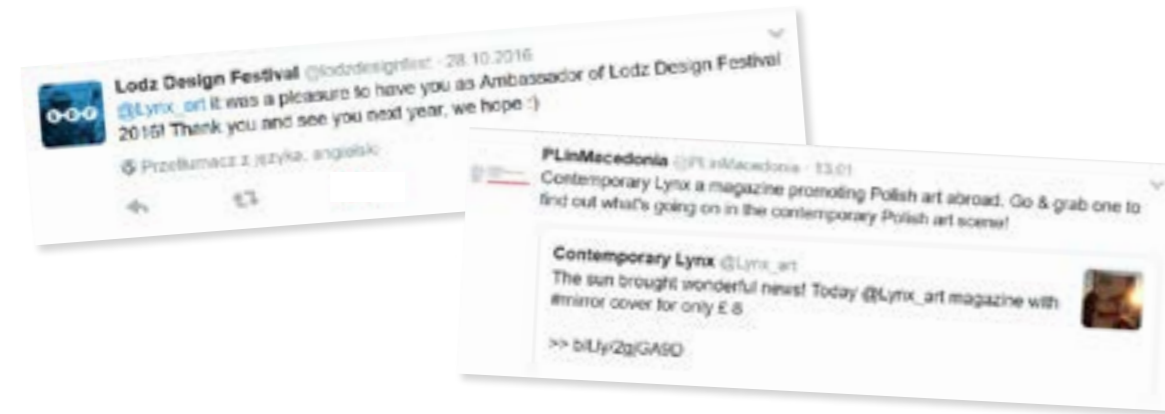 Lodz Design Festival @lodzdesignfest · 28.10.2016
@Lynx_art it was a pleasure to have you as Ambassador of Lodz Design Festival
2016! Thank you and see you next year, we hope :)
Przetłumacz z języka: angielski
PLinMacedonia @PLinMacedonia · 13:01
Contemporary Lynx a magazine promoting Polish art abroad. Go & grab one to
find out what's going on in the contemporary Polish art scene!
Contemporary Lynx @Lynx_art
The sun brought wonderful news! Today @Lynx_art magazine with
#mirror cover for only £ 8
>>